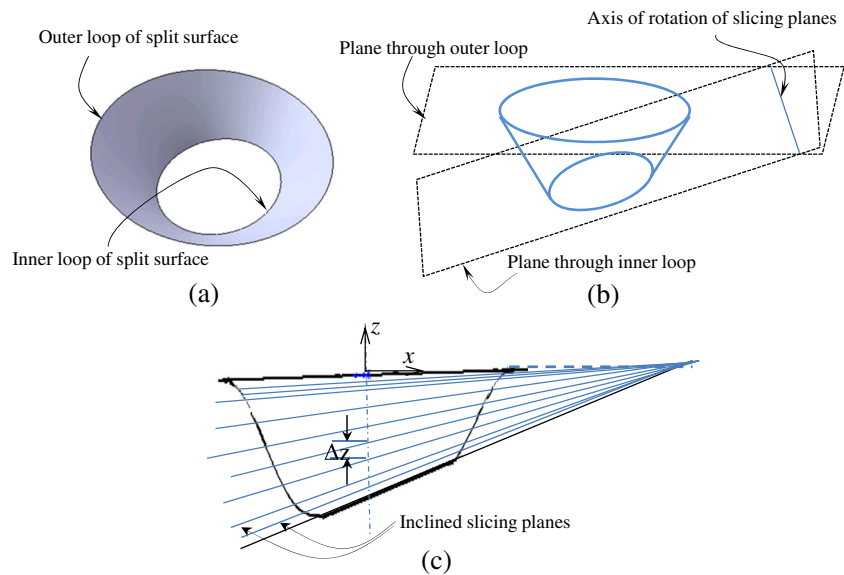 Outer loop of split surface
Inner loop of split surface
(a)
Axis of rotation of slicing planes
Plane through outer loop
Plane through inner loop
(b)
z
x
Δz
Inclined slicing planes
(c)